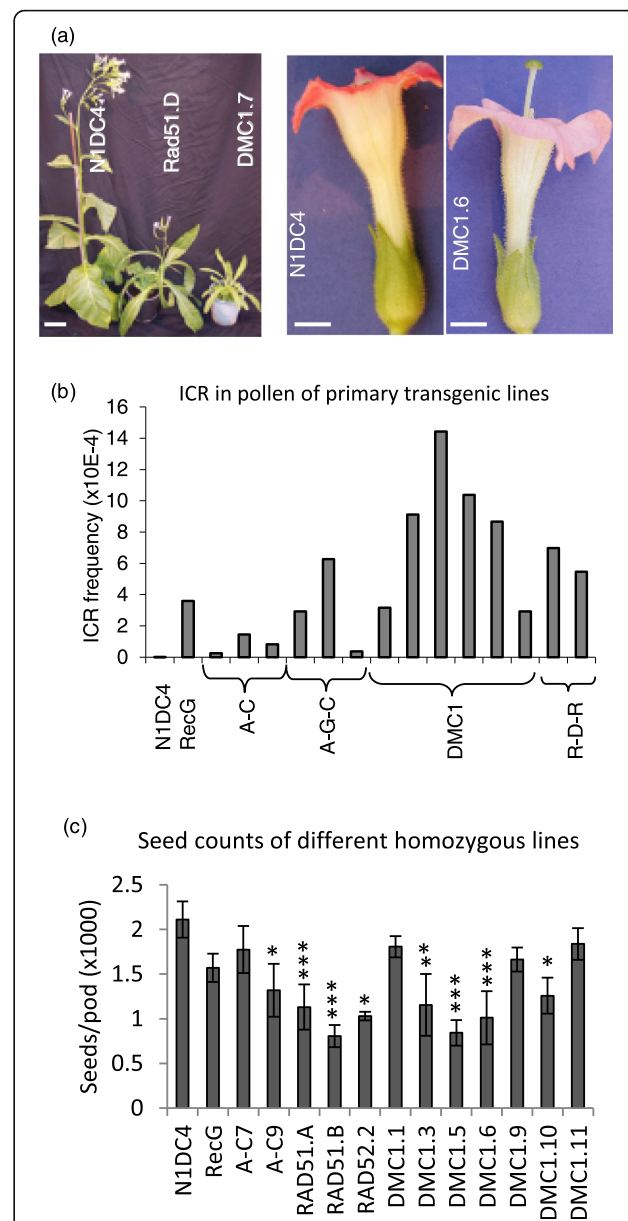 (a)
N1DC4
Rad51.D
DMC1.7
N1DC4
DMC1.6
(b)
ICR in pollen of primary transgenic lines
ICR frequency (x10E-4)
16
14
12
10
8
6
4
2
0
N1DC4
RecG
A-C
A-G-C
DMC1
R-D-R
(c)
Seed counts of different homozygous lines
Seeds/pod (x1000)
2.5
2
1.5
1
0.5
0
*
***
***
*
**
***
***
*
N1DC4
RecG
A-C7
A-C9
RAD51.A
RAD51.B
RAD52.2
DMC1.1
DMC1.3
DMC1.5
DMC1.6
DMC1.9
DMC1.10
DMC1.11